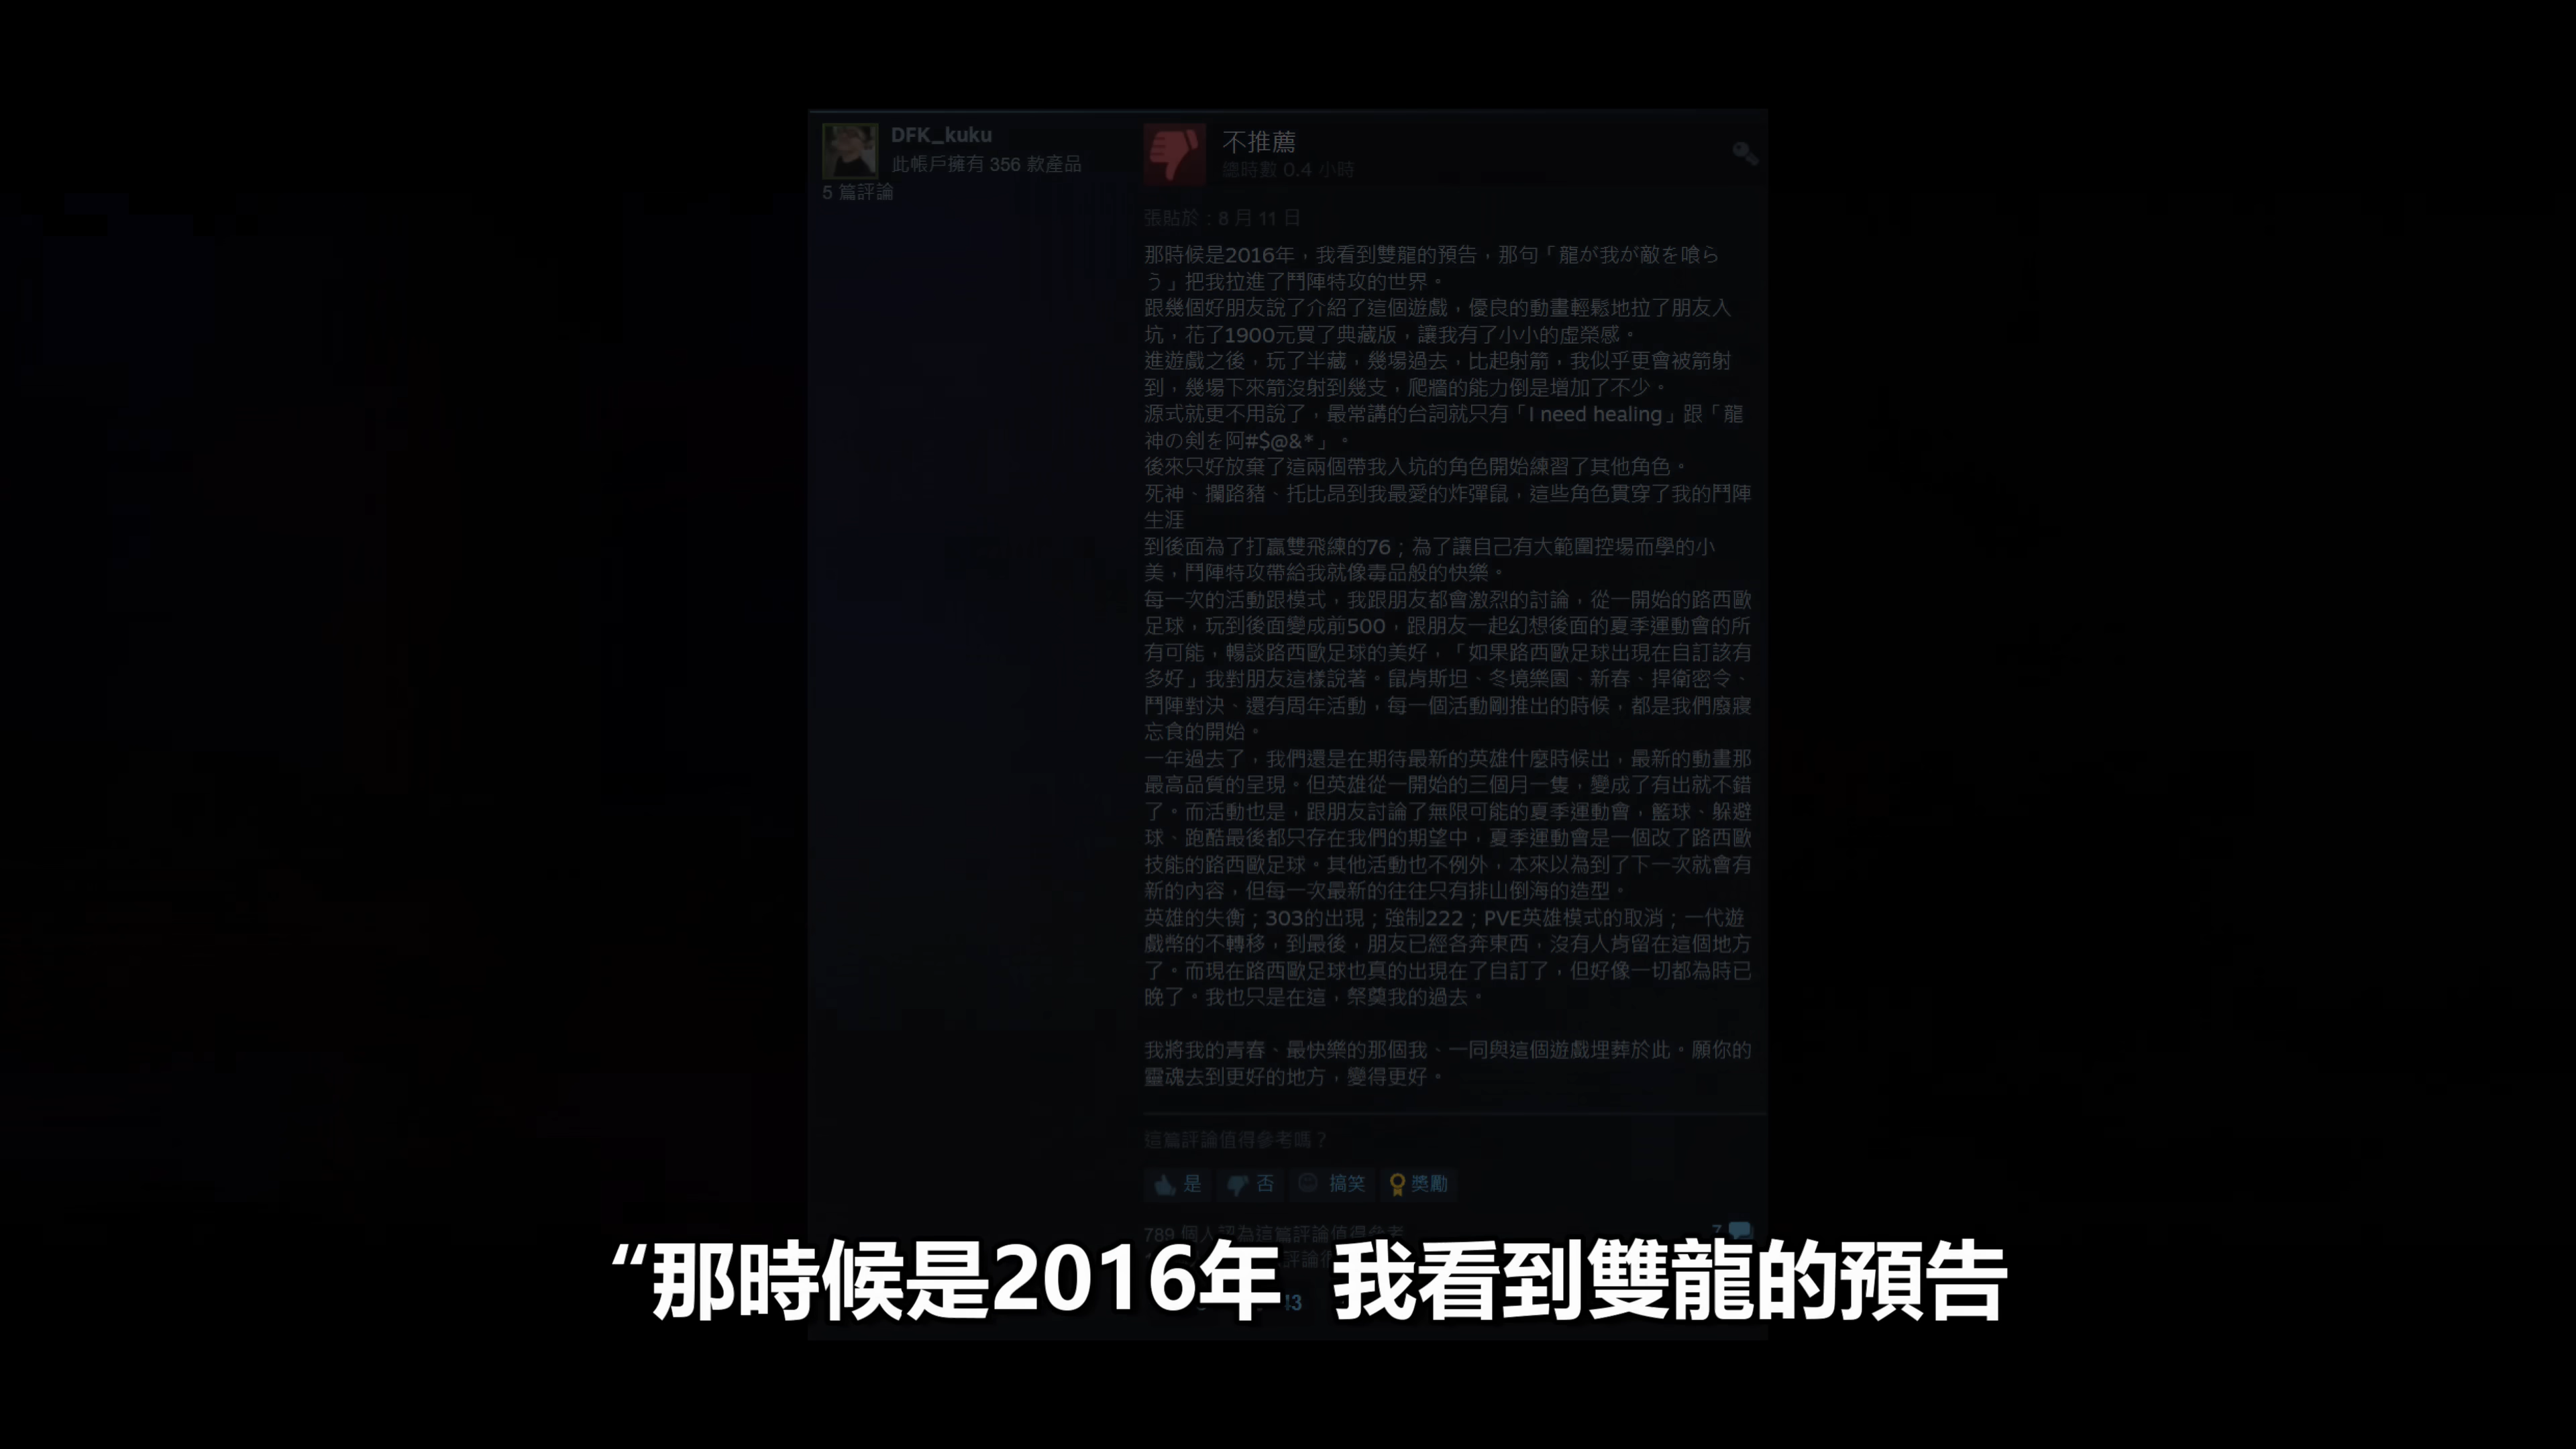 DFK_kuku
此帳戶擁有 356 款產品
5 篇評論
不推薦
總時數 0.4 小時
張貼於：8 月 11 日
那時候是2016年，我看到雙龍的預告，那句「龍が我が敵を喰ら
う」把我拉進了鬥陣特攻的世界。
跟幾個好朋友說了介紹了這個遊戲，優良的動畫輕鬆地拉了朋友入
坑，花了1900元買了典藏版，讓我有了小小的虛榮感。
進遊戲之後，玩了半藏，幾場過去，比起射箭，我似乎更會被箭射
到，幾場下來箭沒射到幾支，爬牆的能力倒是增加了不少。
源式就更不用說了，最常講的台詞就只有「I need healing」跟「龍
神の剣を阿#$@&*」。
後來只好放棄了這兩個帶我入坑的角色開始練習了其他角色。
死神、攔路豬、托比昂到我最愛的炸彈鼠，這些角色貫穿了我的鬥陣
生涯
到後面為了打贏雙飛練的76；為了讓自己有大範圍控場而學的小
美，鬥陣特攻帶給我就像毒品般的快樂。
每一次的活動跟模式，我跟朋友都會激烈的討論，從一開始的路西歐
足球，玩到後面變成前500，跟朋友一起幻想後面的夏季運動會的所
有可能，暢談路西歐足球的美好，「如果路西歐足球出現在自訂該有
多好」我對朋友這樣說著。鼠肯斯坦、冬境樂園、新春、捍衛密令、
鬥陣對決、還有周年活動，每一個活動剛推出的時候，都是我們廢寢
忘食的開始。
一年過去了，我們還是在期待最新的英雄什麼時候出，最新的動畫那
最高品質的呈現。但英雄從一開始的三個月一隻，變成了有出就不錯
了。而活動也是，跟朋友討論了無限可能的夏季運動會，籃球、躲避
球、跑酷最後都只存在我們的期望中，夏季運動會是一個改了路西歐
技能的路西歐足球。其他活動也不例外，本來以為到了下一次就會有
新的內容，但每一次最新的往往只有排山倒海的造型。
英雄的失衡；303的出現；強制222；PVE英雄模式的取消；一代遊
戲幣的不轉移，到最後，朋友已經各奔東西，沒有人肯留在這個地方
了。而現在路西歐足球也真的出現在了自訂了，但好像一切都為時已
晚了。我也只是在這，祭奠我的過去。
我將我的青春、最快樂的那個我、一同與這個遊戲埋葬於此。願你的
靈魂去到更好的地方，變得更好。
這篇評論值得參考嗎？
是 否 搞笑 獎勵
789 個人認為這篇評論值得參考
7
“那時候是2016年 我看到雙龍的預告